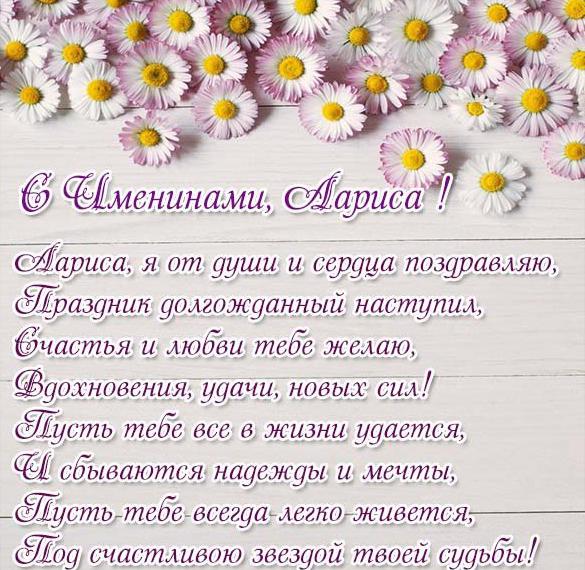 С Именинами, Лариса !
Лариса, я от души и сердца поздравляю,
Праздник долгожданный наступил,
Счастья и любви тебе желаю,
Вдохновения, удачи, новых сил!
Пусть тебе все в жизни удается,
И сбываются надежды и мечты,
Пусть тебе всегда легко живется,
Под счастливою звездой твоей судьбы!